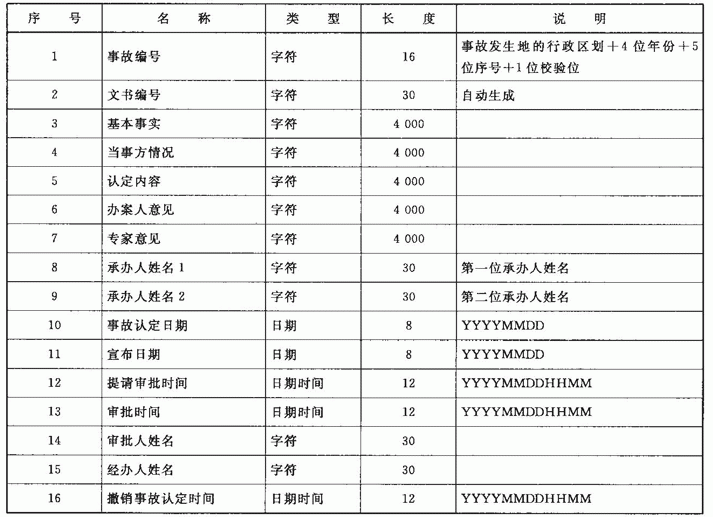 序 号 名 称 类 型 长 度 说 明
1 事故编号 字符 16 事故发生地的行政区划+4位年份+5
位序号+1位校验位
2 文书编号 字符 30 自动生成
3 基本事实 字符 4 000
4 当事方情况 字符 4 000
5 认定内容 字符 4 000
6 办案人意见 字符 4 000
7 专家意见 字符 4 000
8 承办人姓名1 字符 30 第一位承办人姓名
9 承办人姓名2 字符 30 第二位承办人姓名
10 事故认定日期 日期 8 YYYYMMDD
11 宣布日期 日期 8 YYYYMMDD
12 提请审批时间 日期时间 12 YYYYMMDDHHMM
13 审批时间 日期时间 12 YYYYMMDDHHMM
14 审批人姓名 字符 30
15 经办人姓名 字符 30
16 撤销事故认定时间 日期时间 12 YYYYMMDDHHMM